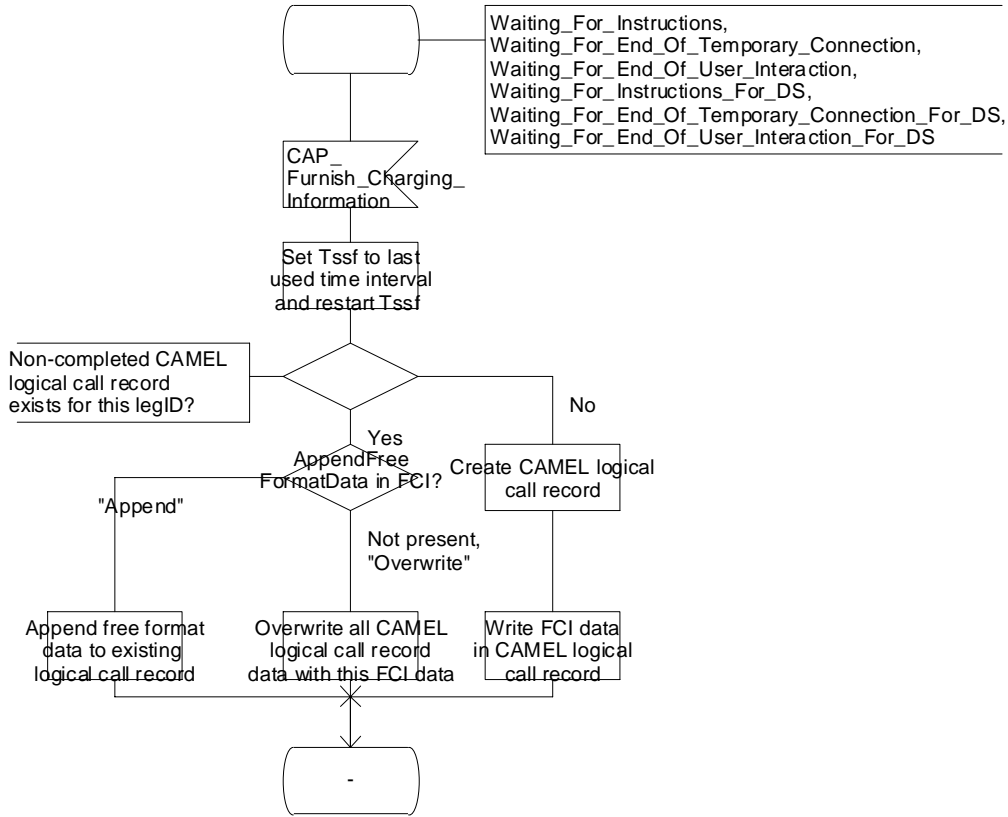 Waiting_For_Instructions,
Waiting_For_End_Of_Temporary_Connection,
Waiting_For_End_Of_User_Interaction,
Waiting_For_Instructions_For_DS,
Waiting_For_End_Of_Temporary_Connection_For_DS,
Waiting_For_End_Of_User_Interaction_For_DS
CAP_
Furnish_Charging_
Information
Set Tssf to last
used time interval
and restart Tssf
Non-completed CAMEL
logical call record
exists for this legID?
No
Yes
AppendFree
FormatData in FCI?
Create CAMEL logical
call record
"Append"
Not present,
"Overwrite"
Append free format
data to existing
logical call record
Overwrite all CAMEL
logical call record
data with this FCI data
Write FCI data
in CAMEL logical
call record
-